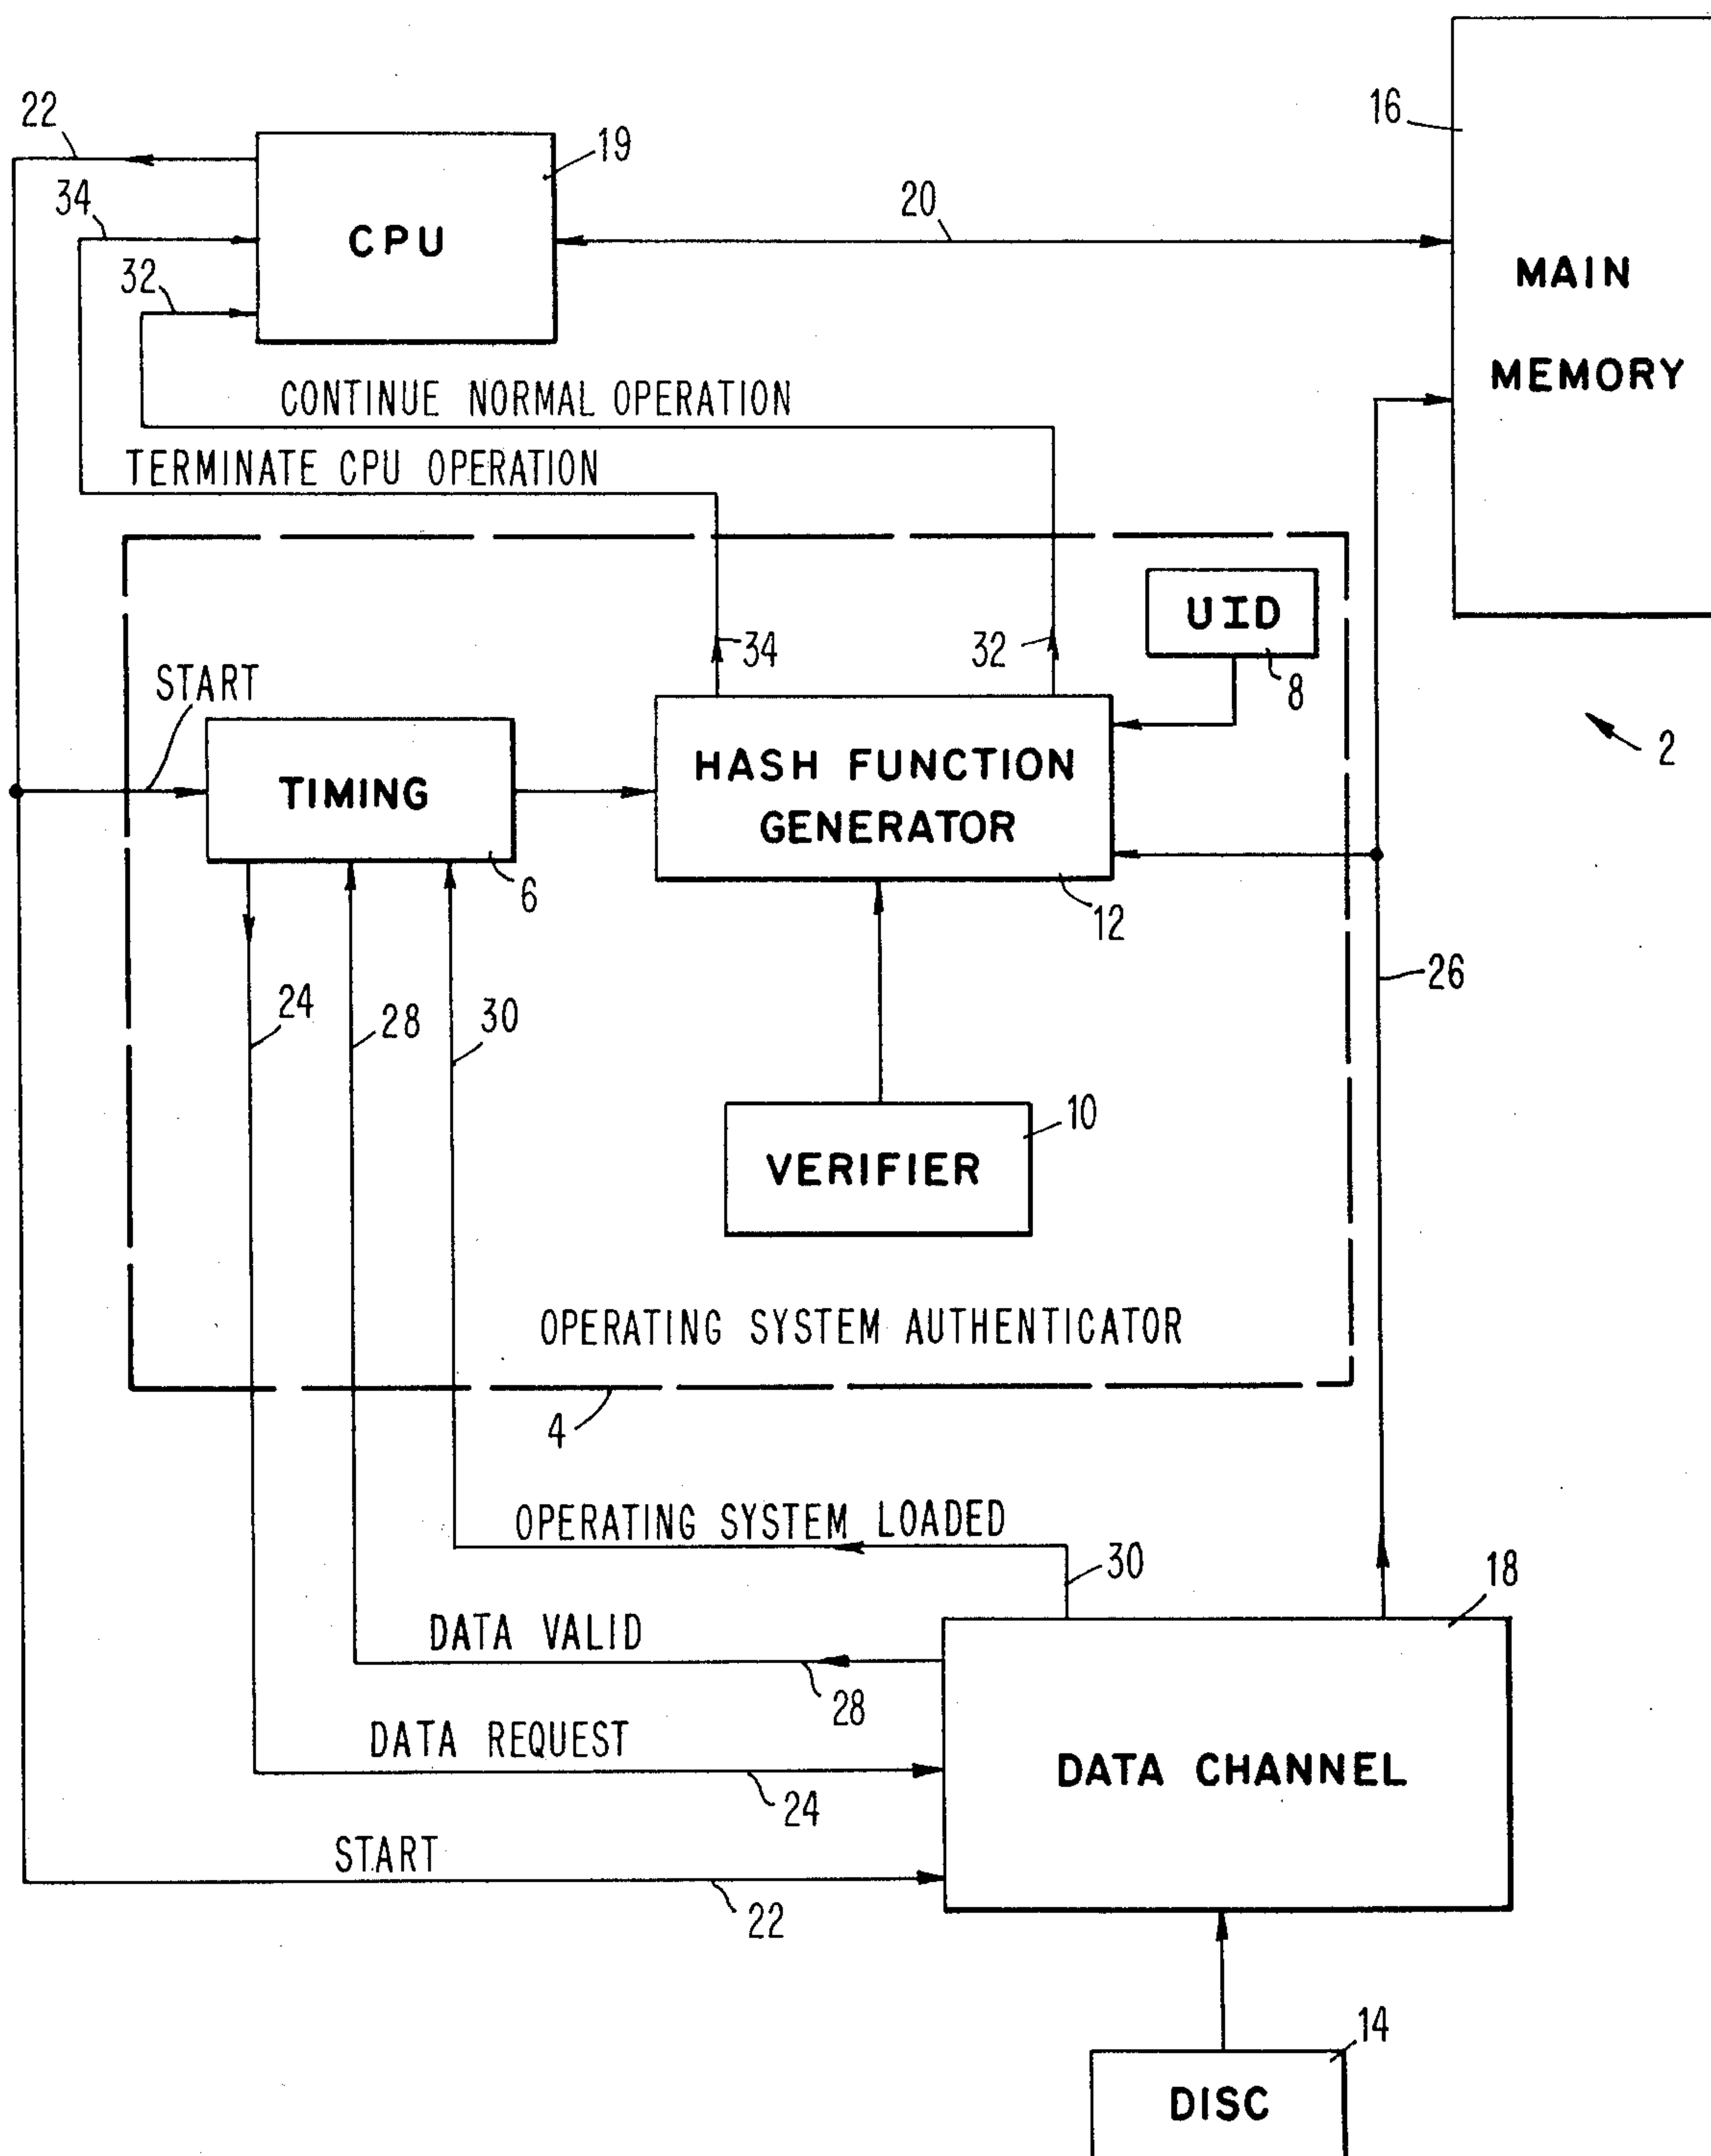 16
22
19
34
CPU
20
32
MAIN
MEMORY
CONTINUE NORMAL OPERATION
TERMINATE CPU OPERATION
UID
34
32
8
START
2
TIMING
HASH FUNCTION
GENERATOR
6
12
26
24
28
30
10
VERIFIER
OPERATING SYSTEM AUTHENTICATOR
4
OPERATING SYSTEM LOADED
30
18
DATA VALID
28
DATA REQUEST
DATA CHANNEL
24
START
22
14
DISC